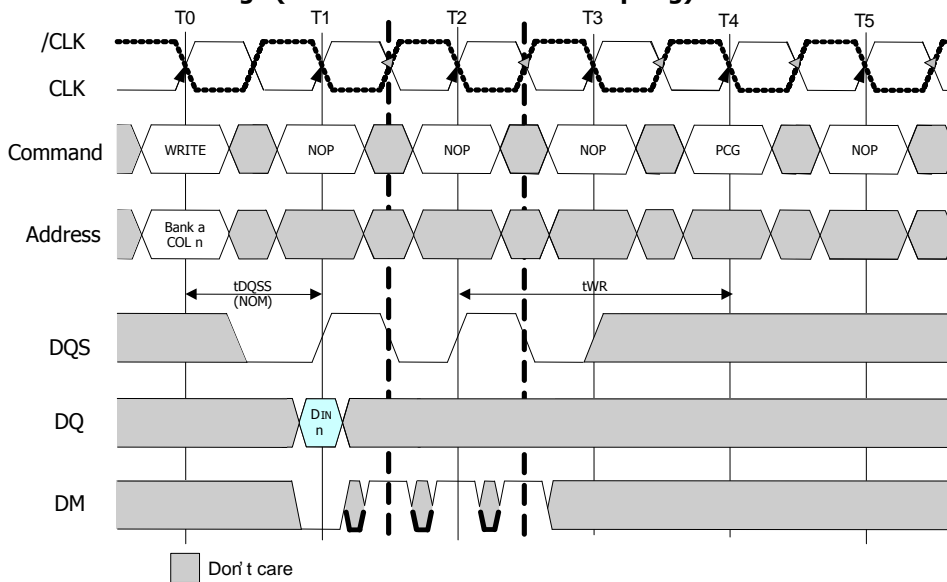 T0 T1 T2 T3 T4 T5
/CLK
CLK
Command WRITE NOP NOP NOP PCG NOP
Address Bank a
COL n
tDQSS
(NOM)
tWR
DQS
DQ DIN
n
DM
Don't care